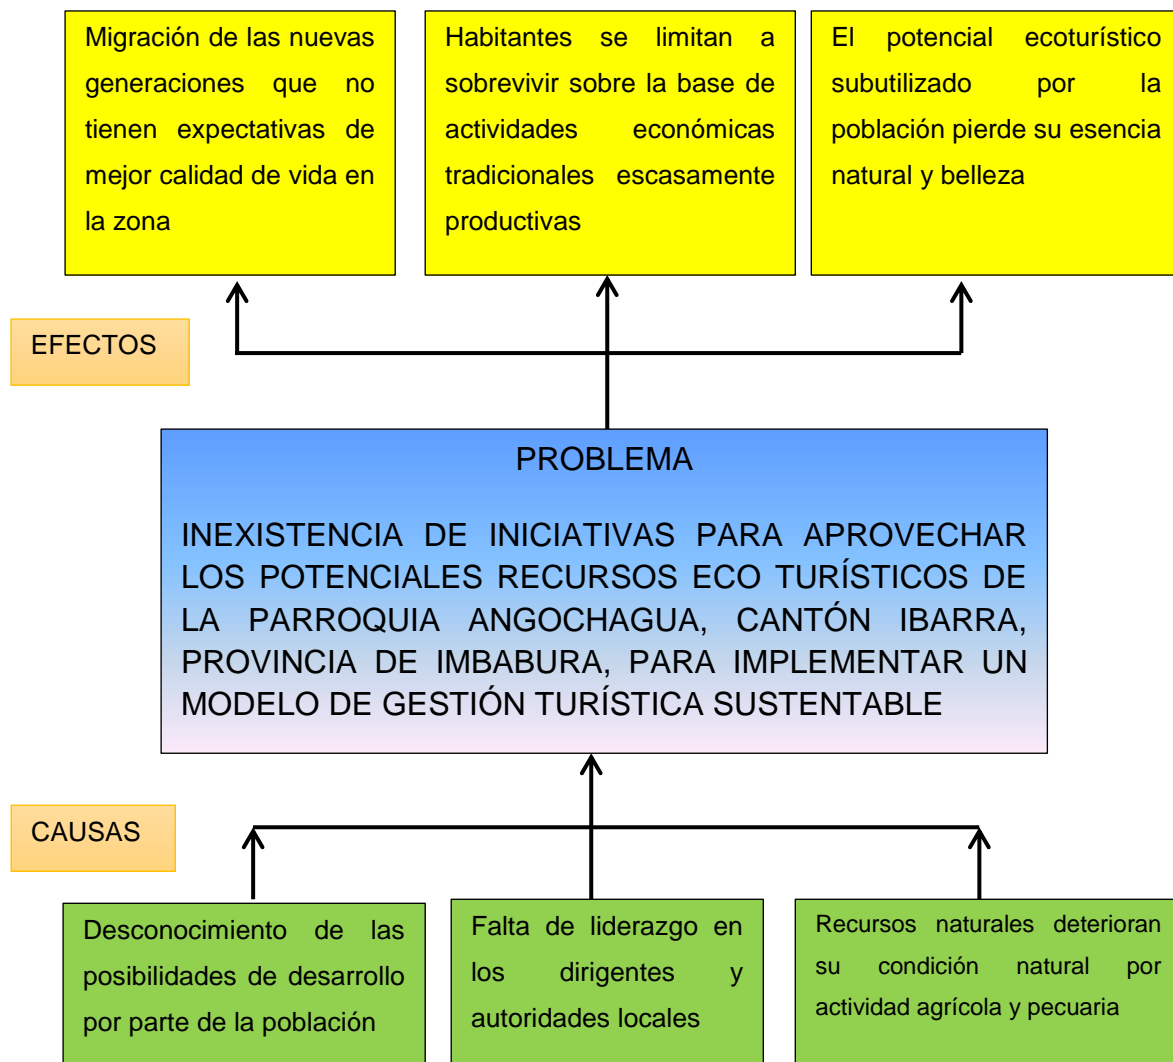 Migración de las nuevas
generaciones que no
tienen expectativas de
mejor calidad de vida en
la zona
Habitantes se limitan a
sobrevivir sobre la base de
actividades económicas
tradicionales escasamente
productivas
El potencial ecoturístico
subutilizado por la
población pierde su esencia
natural y belleza
EFECTOS
PROBLEMA
INEXISTENCIA DE INICIATIVAS PARA APROVECHAR
LOS POTENCIALES RECURSOS ECO TURÍSTICOS DE
LA PARROQUIA ANGOCHAGUA, CANTÓN IBARRA,
PROVINCIA DE IMBABURA, PARA IMPLEMENTAR UN
MODELO DE GESTIÓN TURÍSTICA SUSTENTABLE
CAUSAS
Desconocimiento de las
posibilidades de desarrollo
por parte de la población
Falta de liderazgo en
los dirigentes y
autoridades locales
Recursos naturales deterioran
su condición natural por
actividad agrícola y pecuaria